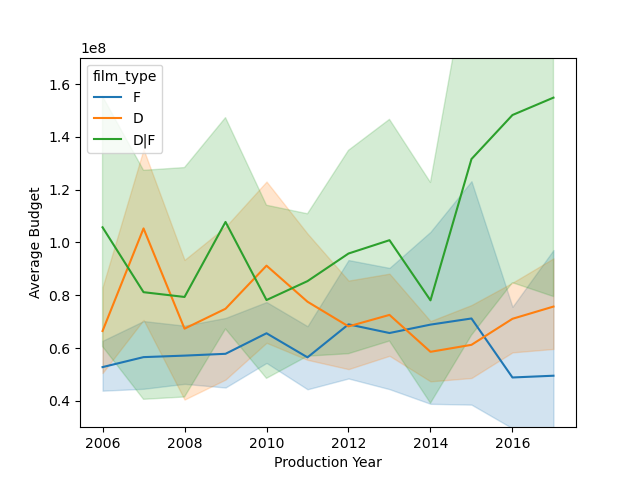 1e8
film_type
F
D
D|F
1.6
1.4
1.2
1.0
0.8
0.6
0.4
Average Budget
2006 2008 2010 2012 2014 2016
Production Year